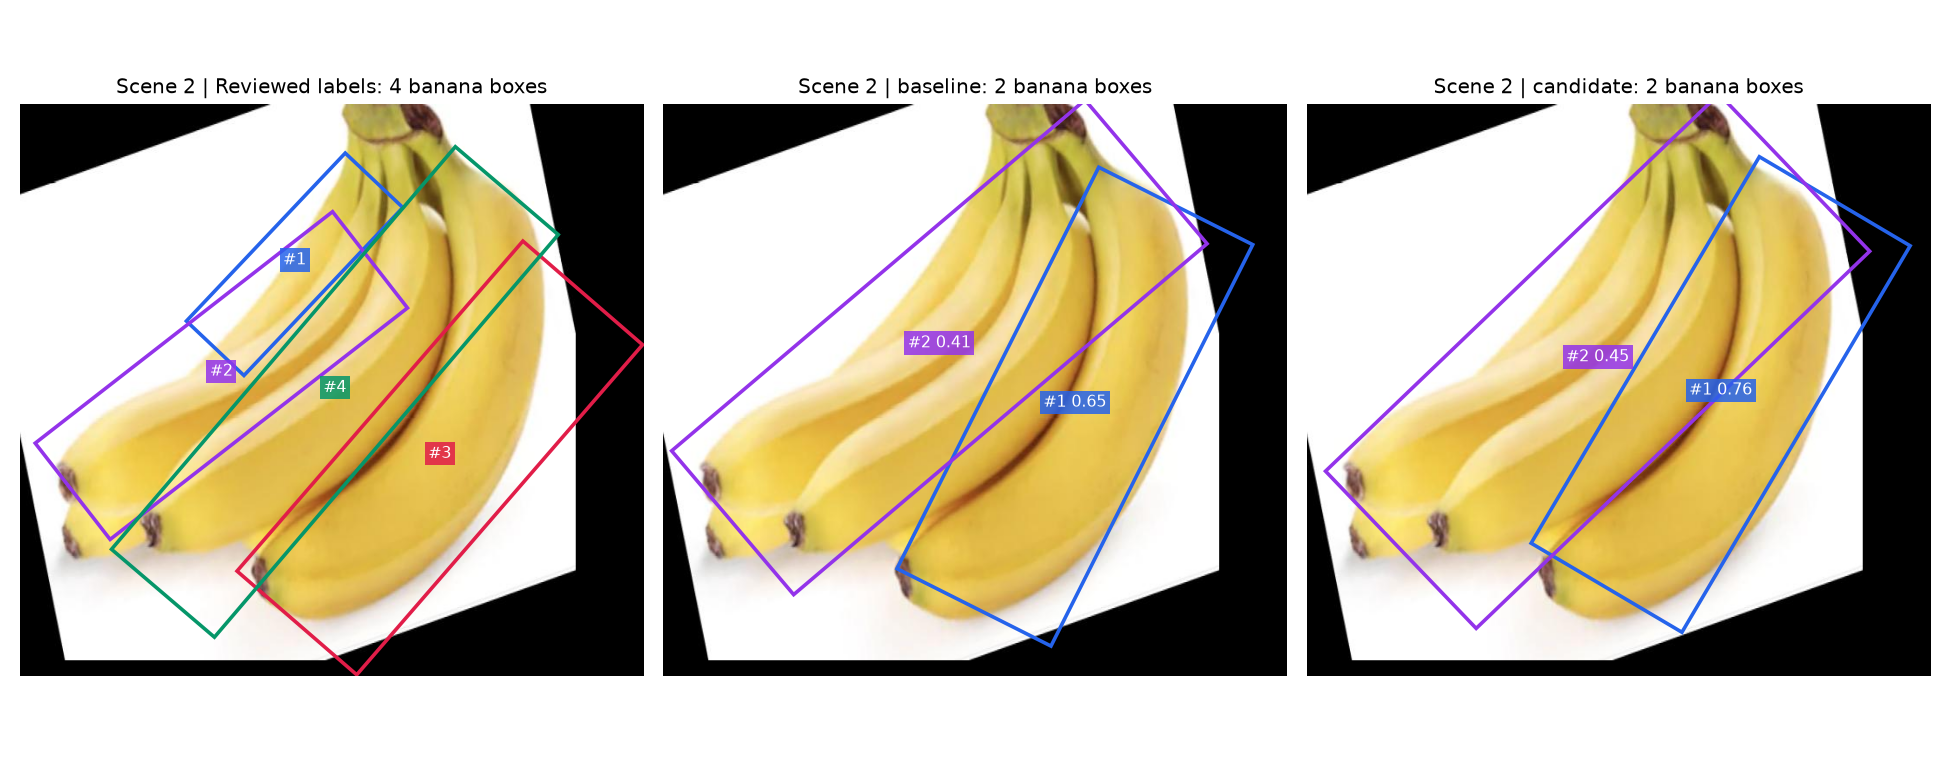 Scene 2 | Reviewed labels: 4 banana boxes
#1
#2
#4
#3
Scene 2 | baseline: 2 banana boxes
#2 0.41
#1 0.65
Scene 2 | candidate: 2 banana boxes
#2 0.45
#1 0.76